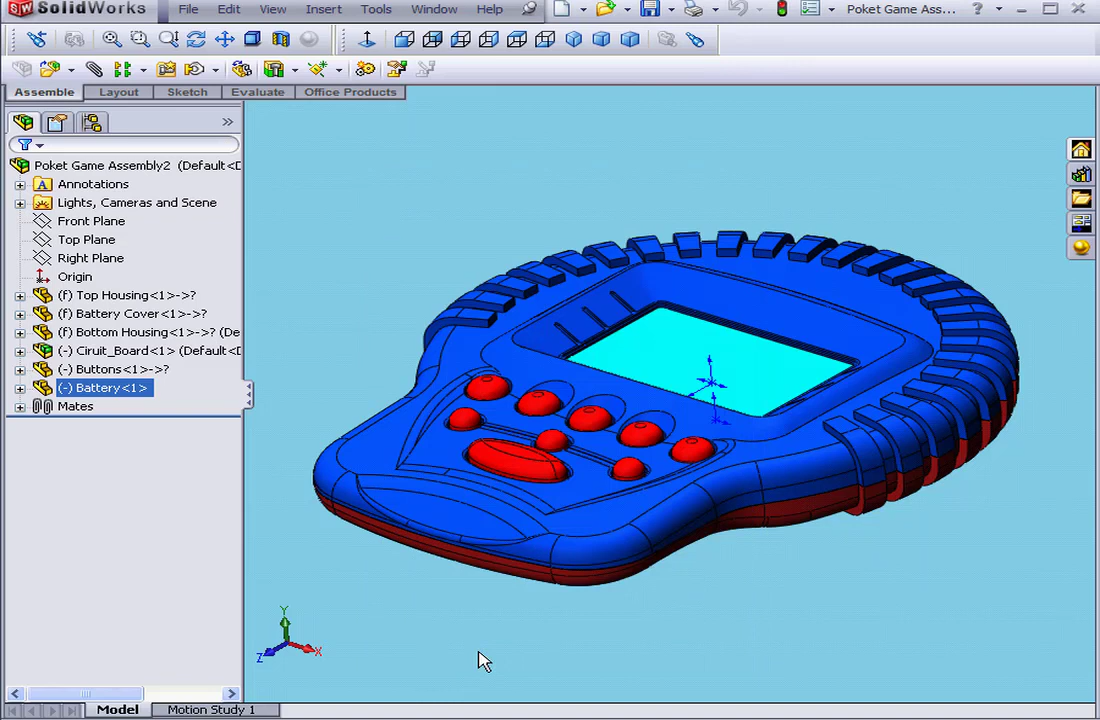 SW SolidWorks File Edit View Insert Tools Window Help Poket Game Ass... ?
Assemble Layout Sketch Evaluate Office Products
Poket Game Assembly2 (Default<D
A Annotations
Lights, Cameras and Scene
Front Plane
Top Plane
Right Plane
Origin
(f) Top Housing<1>->?
(f) Battery Cover<1>->?
(f) Bottom Housing<1>->? (De
(-) Ciruit_Board<1> (Default<D
(-) Buttons<1>->?
(-) Battery<1>
Mates
Y
X
Z
Model Motion Study 1